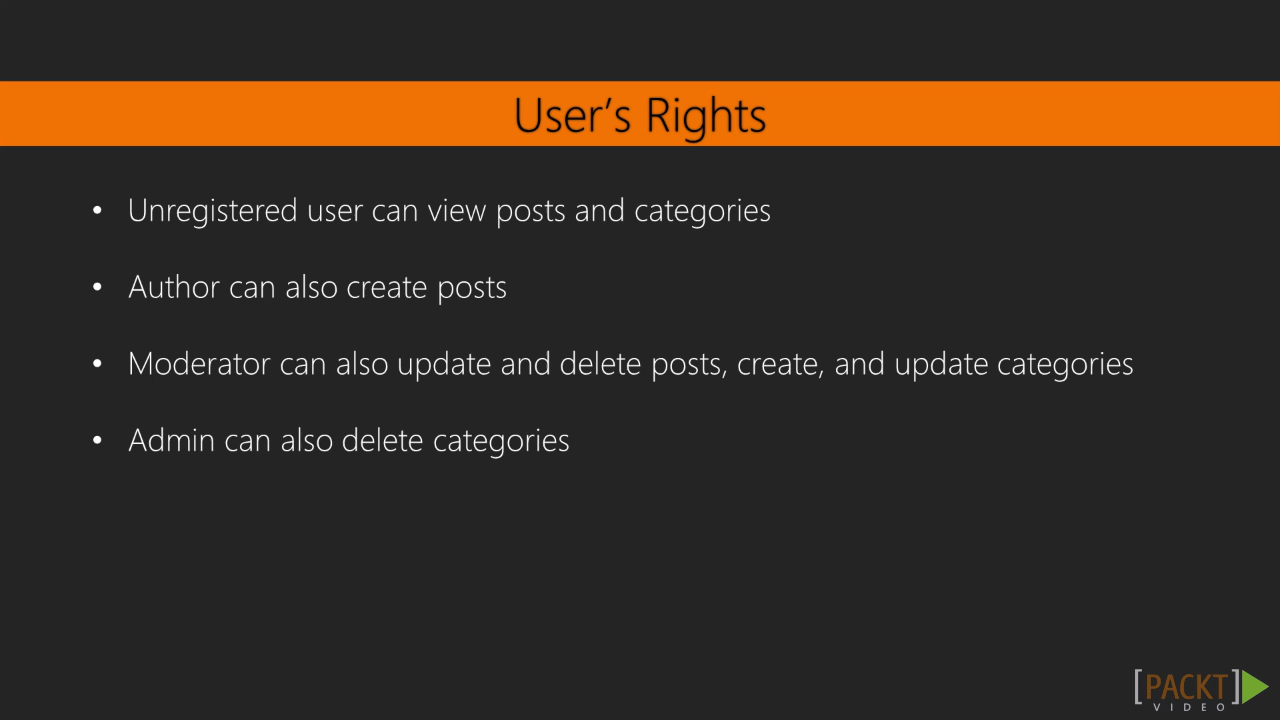 User’s Rights
• Unregistered user can view posts and categories
• Author can also create posts
• Moderator can also update and delete posts, create, and update categories
• Admin can also delete categories
[PACKT]
VIDEO